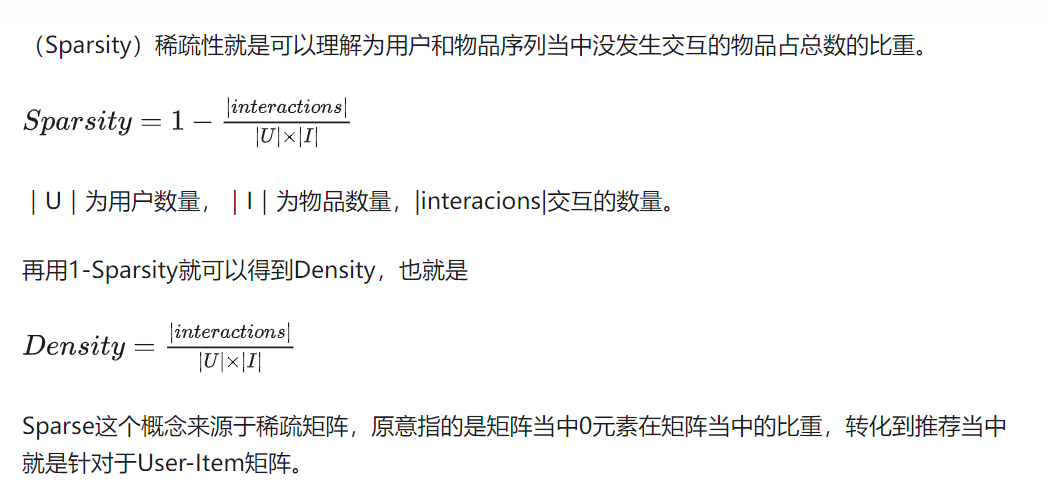 （Sparsity）稀疏性就是可以理解为用户和物品序列当中没发生交互的物品占总数的比重。
Sparsity = 1 − |interactions| / |U|×|I|
｜U｜为用户数量，｜I｜为物品数量，|interacions|交互的数量。
再用1-Sparsity就可以得到Density，也就是
Density = |interactions| / |U|×|I|
Sparse这个概念来源于稀疏矩阵，原意指的是矩阵当中0元素在矩阵当中的比重，转化到推荐当中
就是针对于User-Item矩阵。